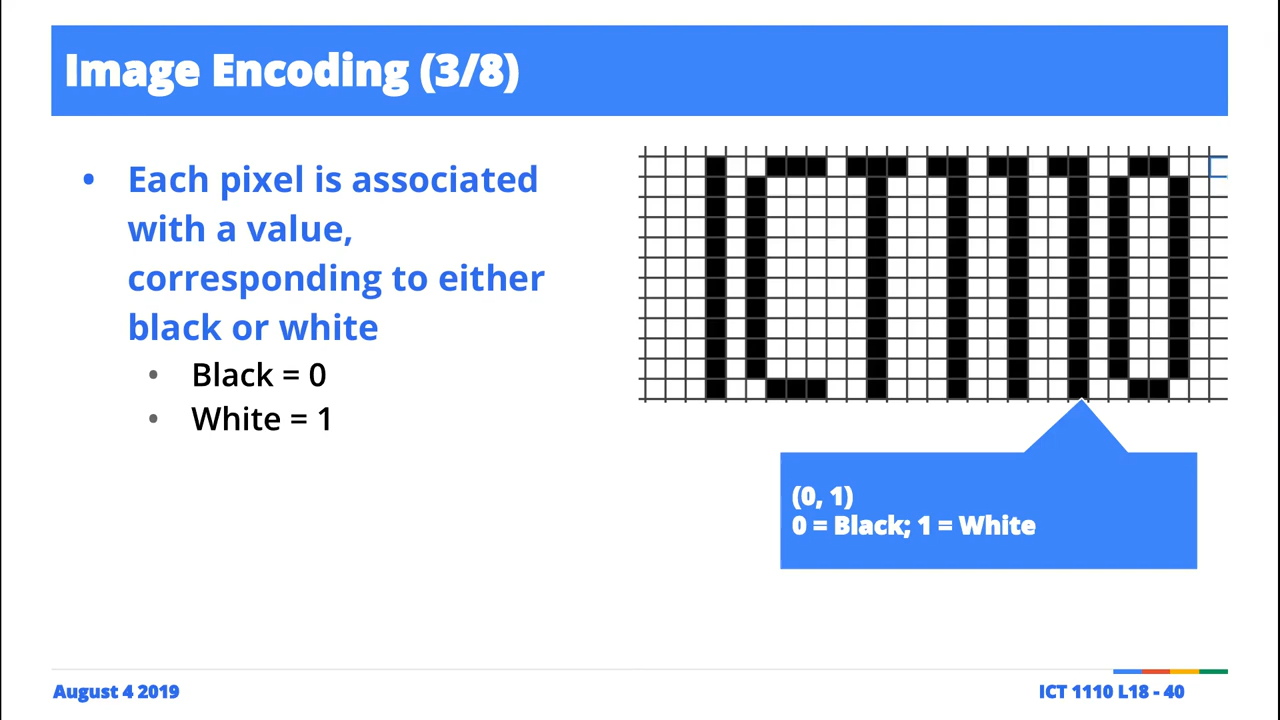 Image Encoding (3/8)
• Each pixel is associated
with a value,
corresponding to either
black or white
• Black = 0
• White = 1
ICT1110
(0, 1)
0 = Black; 1 = White
August 4 2019
ICT 1110 L18 - 40